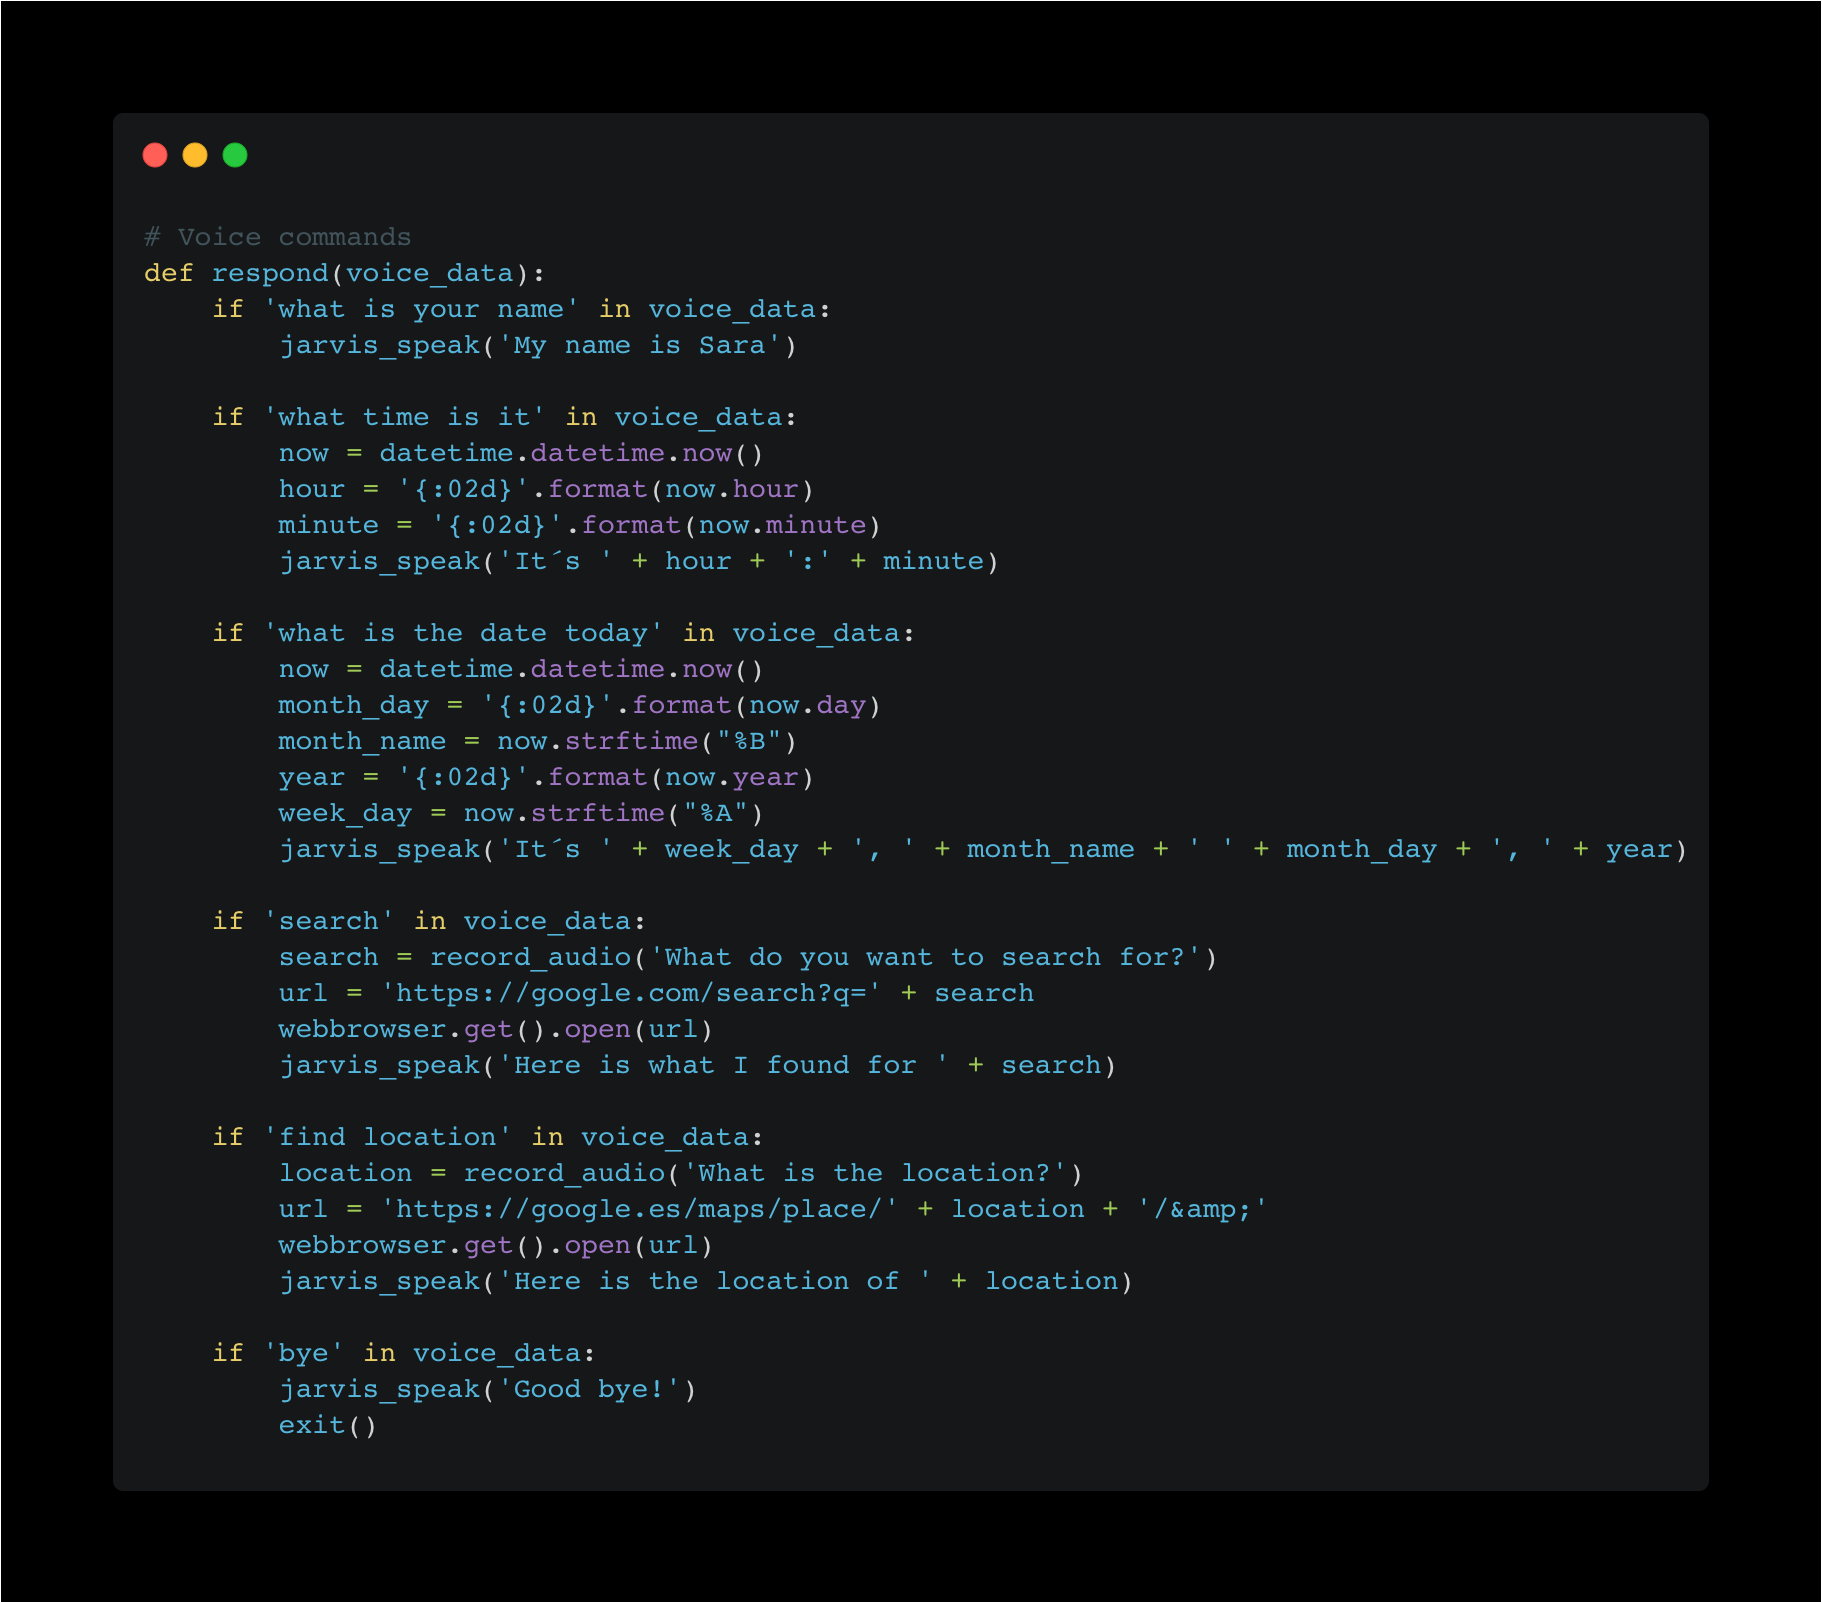 # Voice commands
def respond(voice_data):
    if 'what is your name' in voice_data:
        jarvis_speak('My name is Sara')

    if 'what time is it' in voice_data:
        now = datetime.datetime.now()
        hour = '{:02d}'.format(now.hour)
        minute = '{:02d}'.format(now.minute)
        jarvis_speak('It´s ' + hour + ':' + minute)

    if 'what is the date today' in voice_data:
        now = datetime.datetime.now()
        month_day = '{:02d}'.format(now.day)
        month_name = now.strftime("%B")
        year = '{:02d}'.format(now.year)
        week_day = now.strftime("%A")
        jarvis_speak('It´s ' + week_day + ', ' + month_name + ' ' + month_day + ', ' + year)

    if 'search' in voice_data:
        search = record_audio('What do you want to search for?')
        url = 'https://google.com/search?q=' + search
        webbrowser.get().open(url)
        jarvis_speak('Here is what I found for ' + search)

    if 'find location' in voice_data:
        location = record_audio('What is the location?')
        url = 'https://google.es/maps/place/' + location + '/&amp;'
        webbrowser.get().open(url)
        jarvis_speak('Here is the location of ' + location)

    if 'bye' in voice_data:
        jarvis_speak('Good bye!')
        exit()